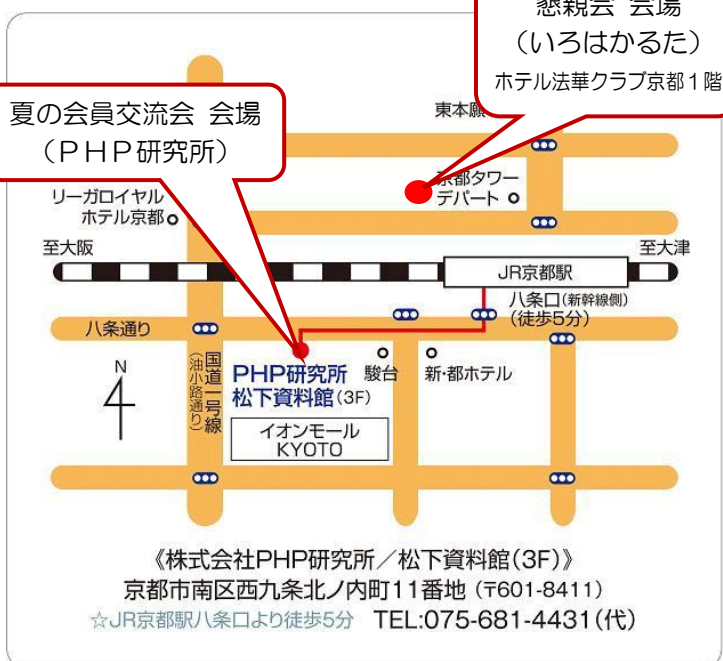 懇親会 会場
（いろはかるた）
ホテル法華クラブ京都１階
夏の会員交流会 会場
（ＰＨＰ研究所）
東本願
京都タワー
デパート
リーガロイヤル
ホテル京都
至大阪
至大津
JR京都駅
八条口(新幹線側)
(徒歩5分)
八条通り
N
国道一号線
(油小路通り)
PHP研究所
松下資料館(3F)
駿台
新・都ホテル
イオンモール
KYOTO
《株式会社PHP研究所／松下資料館(3F)》
京都市南区西九条北ノ内町11番地 (〒601-8411)
☆JR京都駅八条口より徒歩5分 TEL:075-681-4431(代)